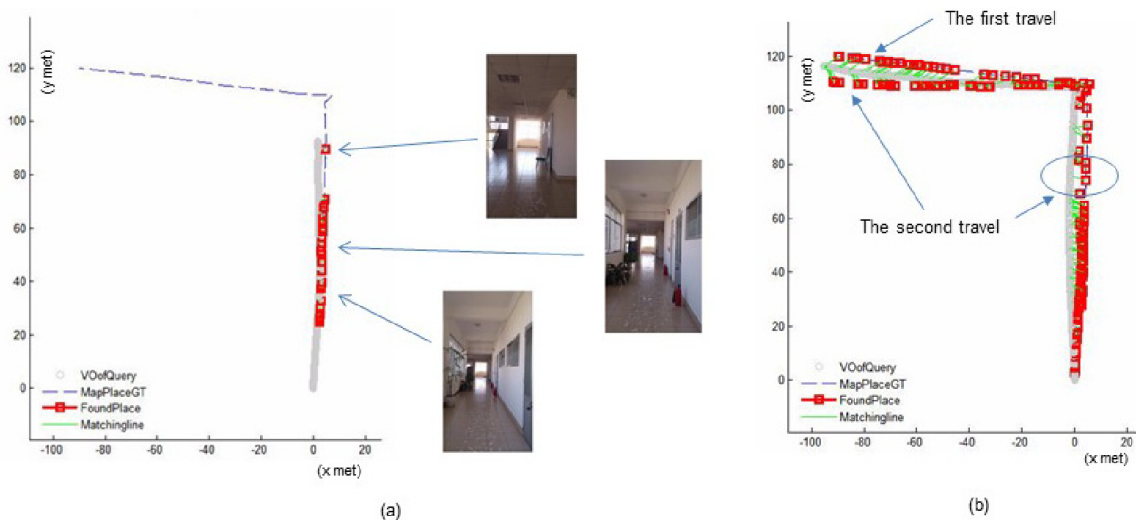 (y met)
120
100
80
60
40
20
0
VOofQuery
MapPlaceGT
FoundPlace
Matchingline
-100 -80 -60 -40 -20 0 20
(x met)
(a)
The first travel
(y met)
120
100
80
60
40
20
0
The second travel
VOofQuery
MapPlaceGT
FoundPlace
Matchingline
-100 -80 -60 -40 -20 0 20
(x met)
(b)